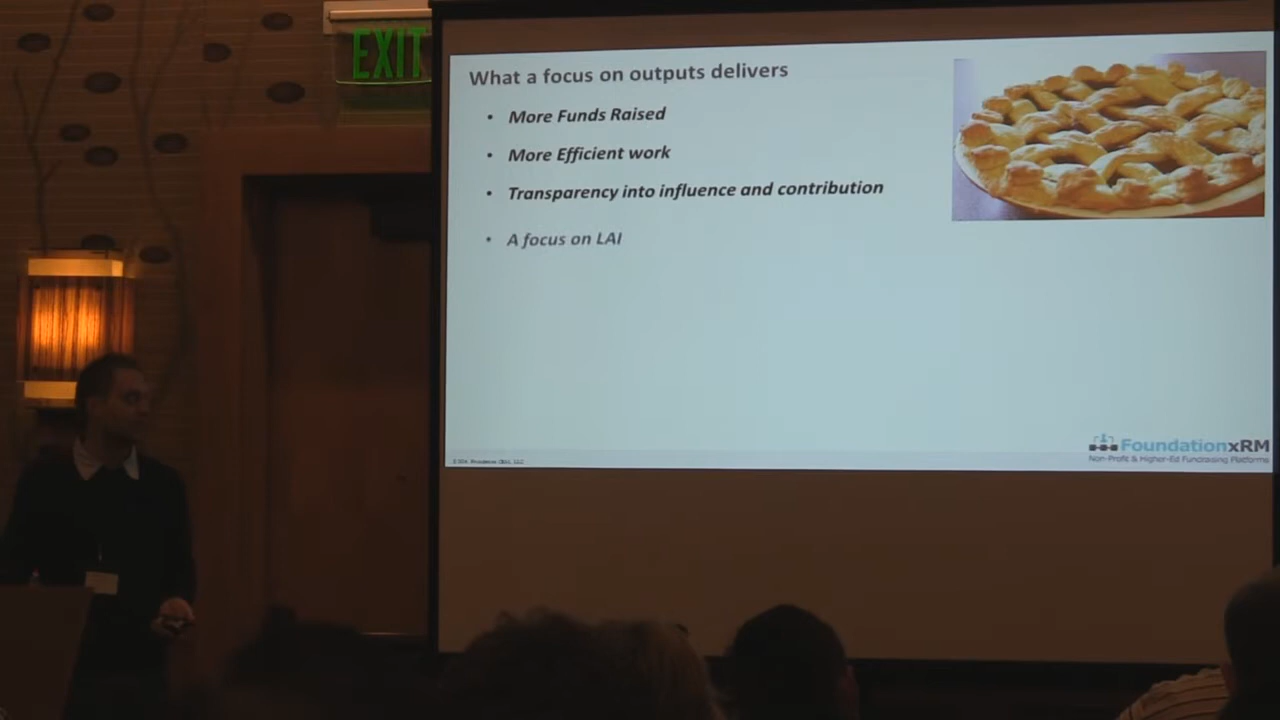 EXIT
What a focus on outputs delivers
• More Funds Raised
• More Efficient work
• Transparency into influence and contribution
• A focus on LAI
FoundationxRM
Non-Profit & Higher-Ed Fundraising Platforms